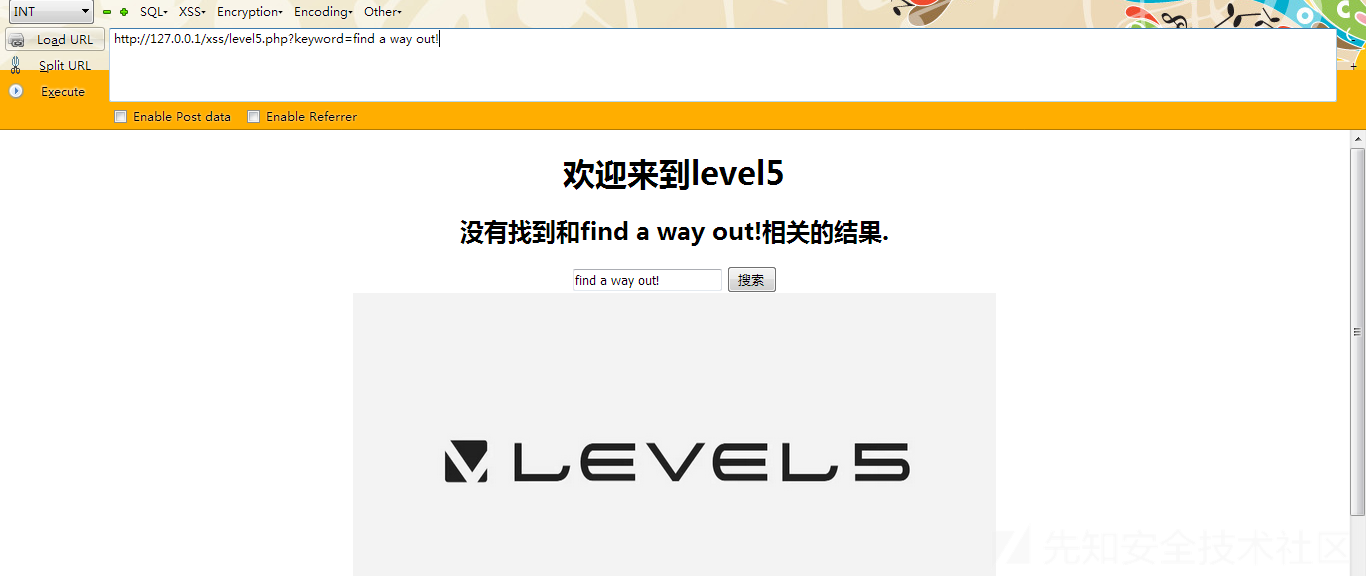 INT SQL- XSS- Encryption- Encoding- Other-
Load URL http://127.0.0.1/xss/level5.php?keyword=find a way out!
Split URL
Execute
Enable Post data Enable Referrer
欢迎来到level5
没有找到和find a way out!相关的结果.
find a way out! 搜索
LEVEL5
先知安全技术社区